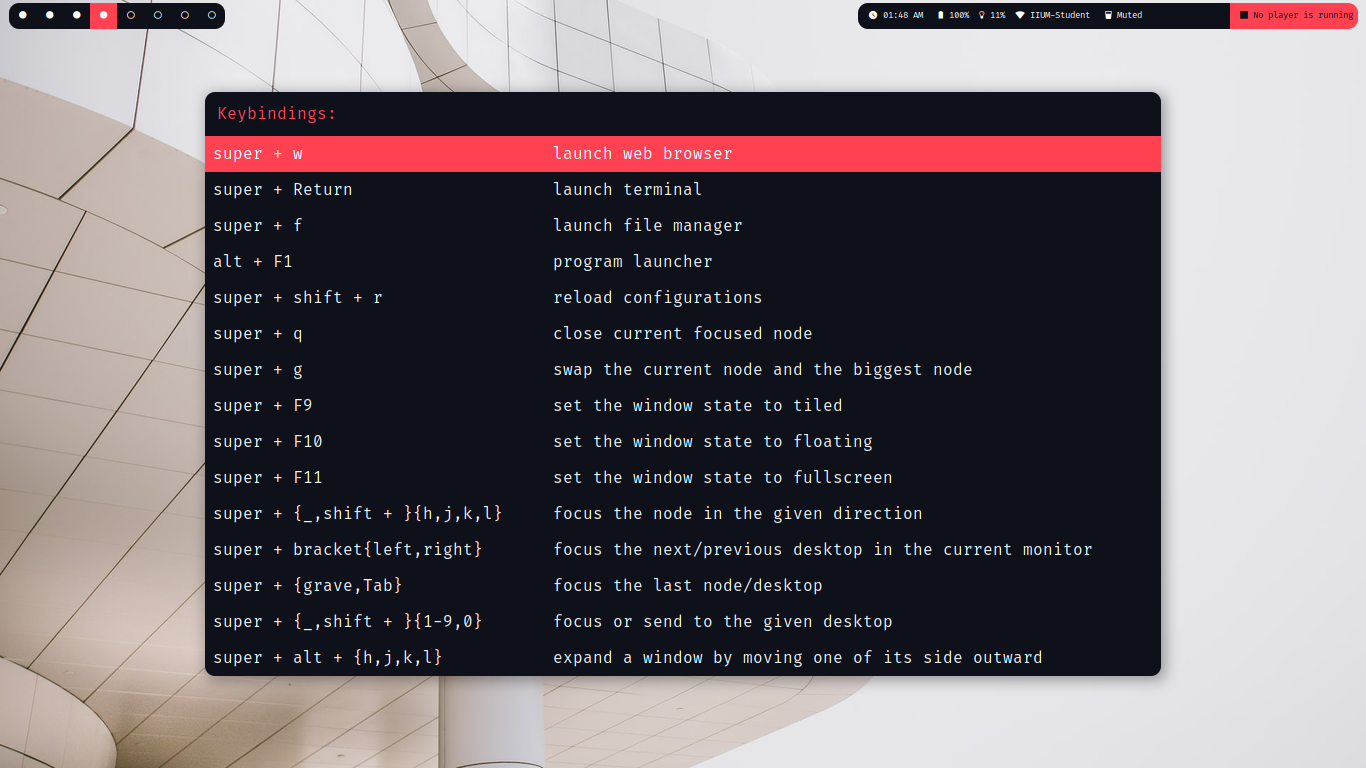 01:48 AM 100% 11% IIUM-Student Muted No player is running
Keybindings:
super + w launch web browser
super + Return launch terminal
super + f launch file manager
alt + F1 program launcher
super + shift + r reload configurations
super + q close current focused node
super + g swap the current node and the biggest node
super + F9 set the window state to tiled
super + F10 set the window state to floating
super + F11 set the window state to fullscreen
super + {_,shift + }{h,j,k,l} focus the node in the given direction
super + bracket{left,right} focus the next/previous desktop in the current monitor
super + {grave,Tab} focus the last node/desktop
super + {_,shift + }{1-9,0} focus or send to the given desktop
super + alt + {h,j,k,l} expand a window by moving one of its side outward